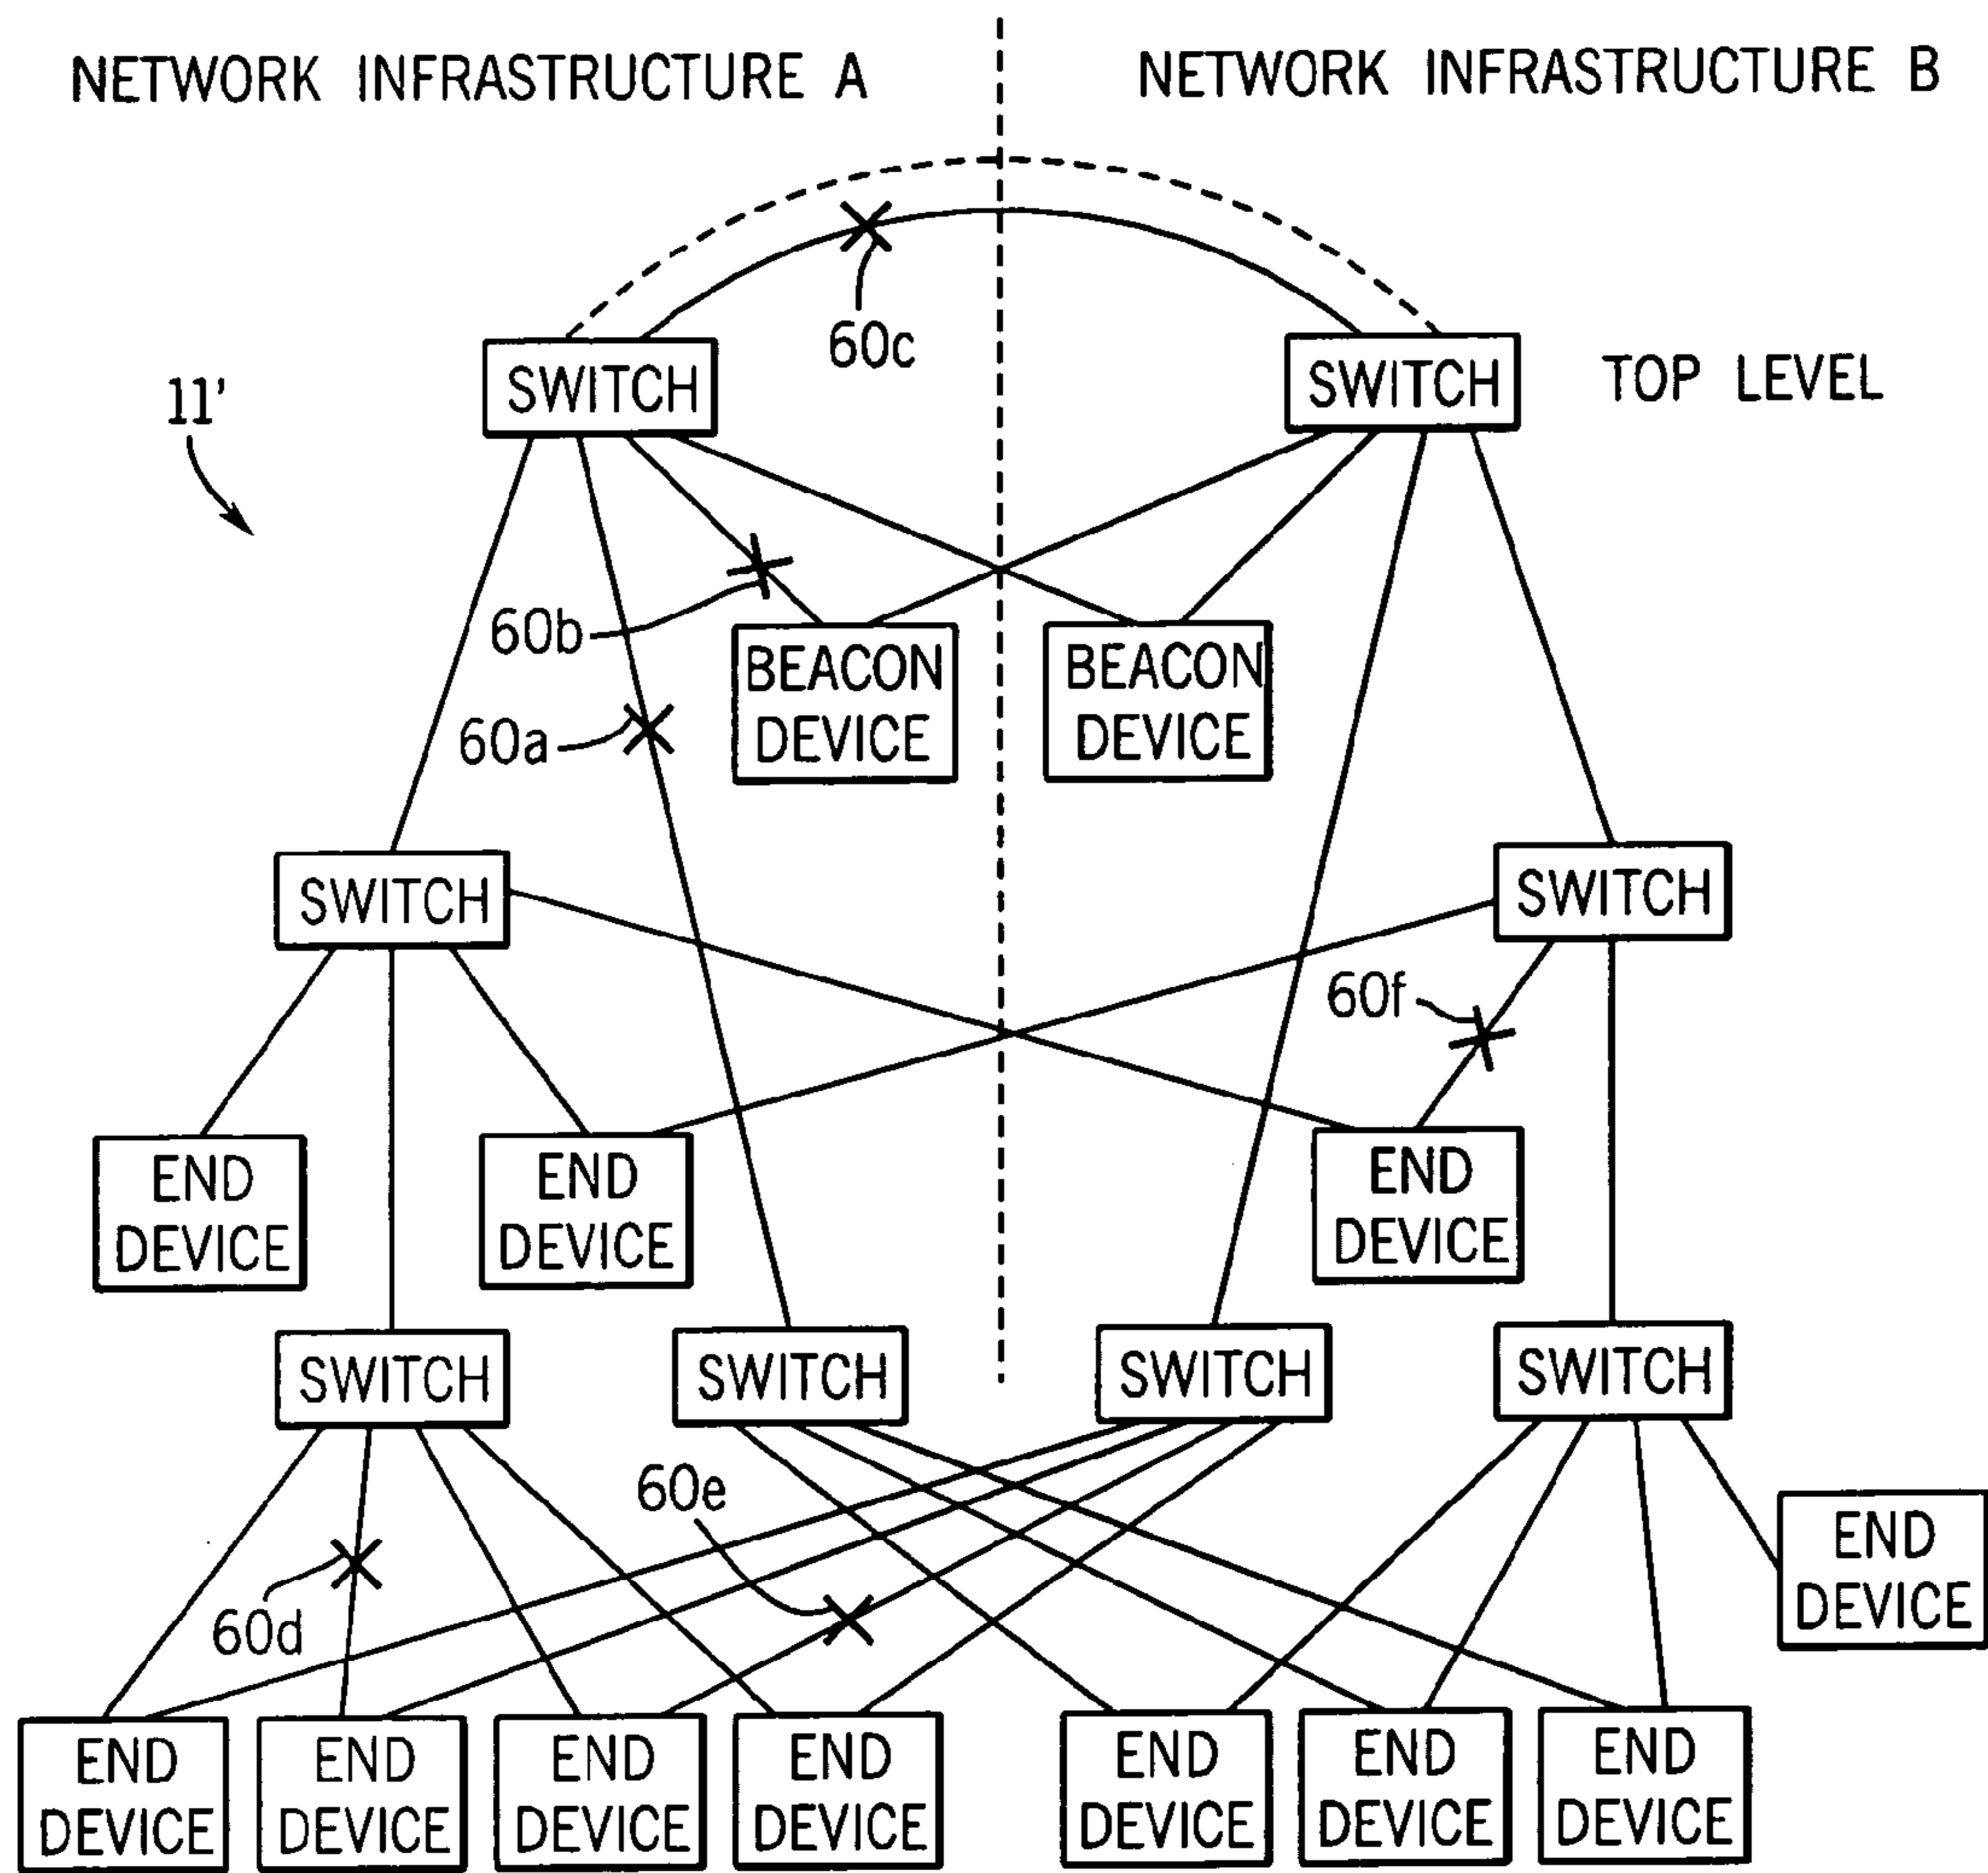 NETWORK INFRASTRUCTURE A
NETWORK INFRASTRUCTURE B
60c
SWITCH
SWITCH
TOP LEVEL
11'
60b
BEACON
DEVICE
BEACON
DEVICE
60a
SWITCH
SWITCH
60f
END
DEVICE
END
DEVICE
END
DEVICE
SWITCH
SWITCH
SWITCH
SWITCH
60e
60d
END
DEVICE
END
DEVICE
END
DEVICE
END
DEVICE
END
DEVICE
END
DEVICE
END
DEVICE
END
DEVICE